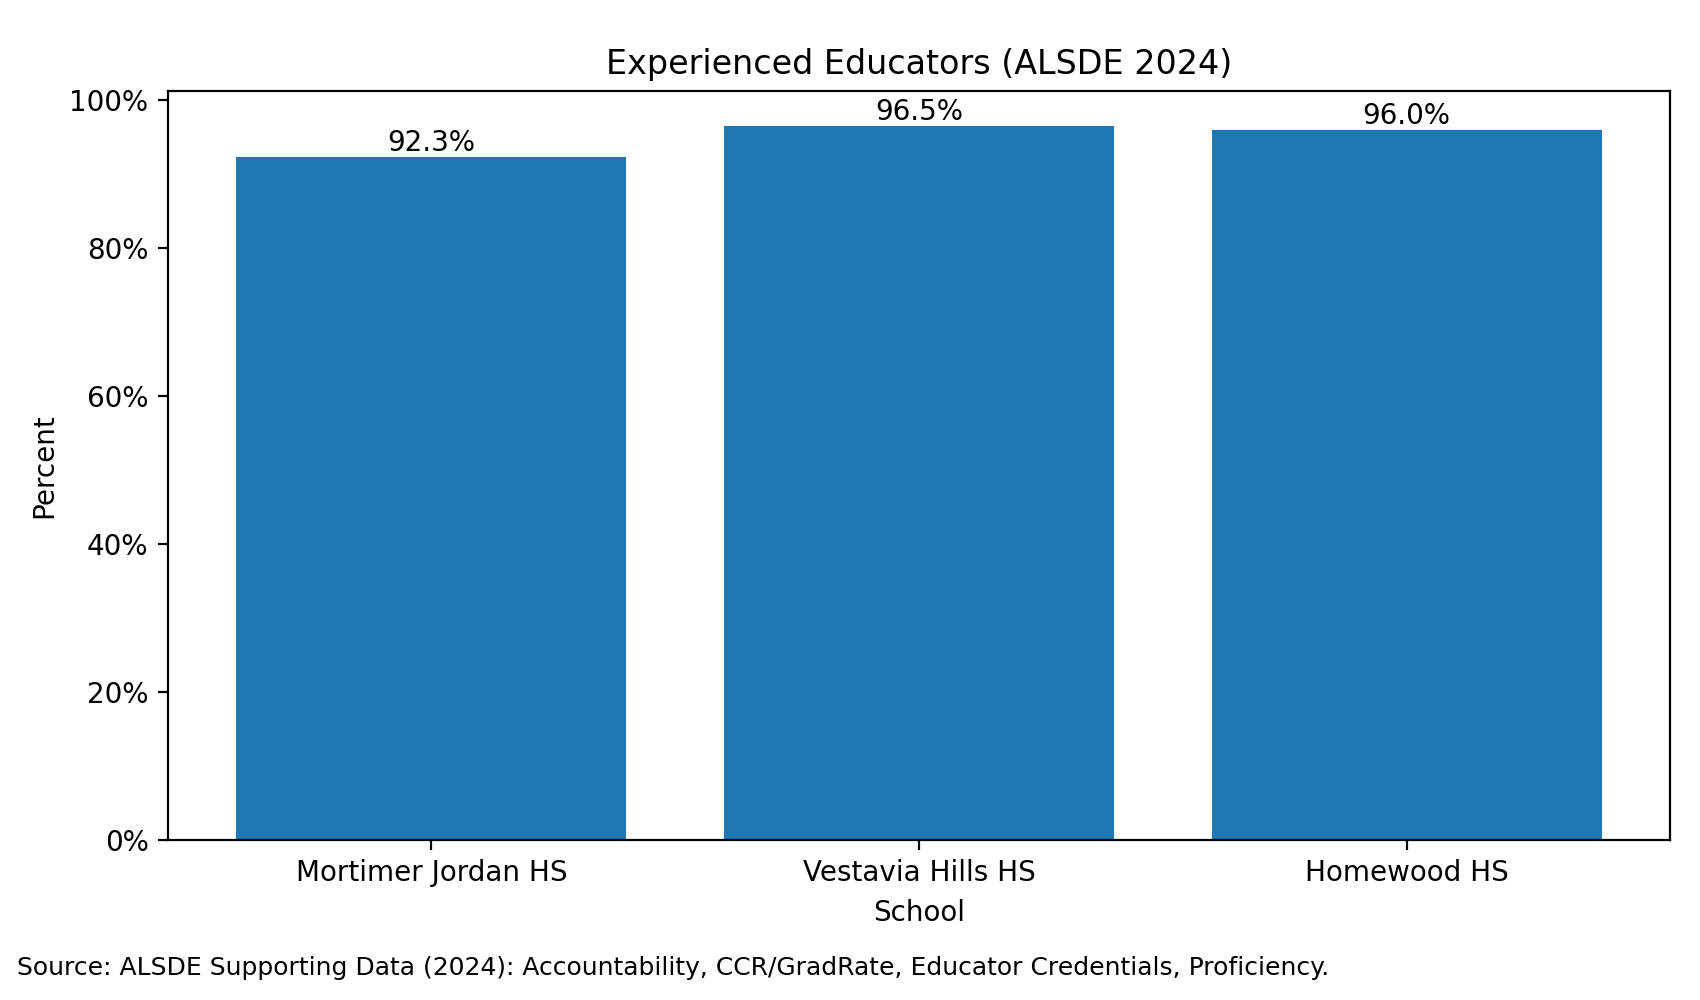 Experienced Educators (ALSDE 2024)
100%
80%
60%
40%
20%
0%
Percent
92.3%
96.5%
96.0%
Mortimer Jordan HS
Vestavia Hills HS
Homewood HS
School
Source: ALSDE Supporting Data (2024): Accountability, CCR/GradRate, Educator Credentials, Proficiency.